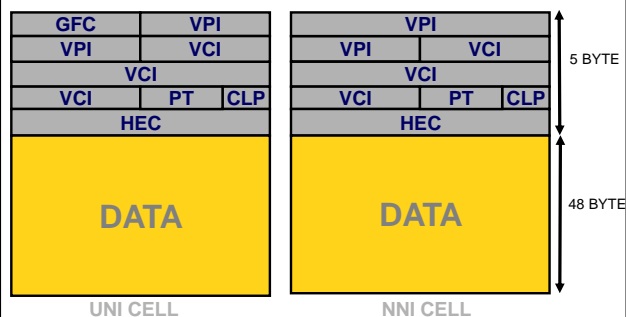 GFC VPI
VPI VCI
VCI
VCI PT CLP
HEC
DATA
UNI CELL
VPI
VPI VCI
VCI
VCI PT CLP
HEC
DATA
NNI CELL
5 BYTE
48 BYTE